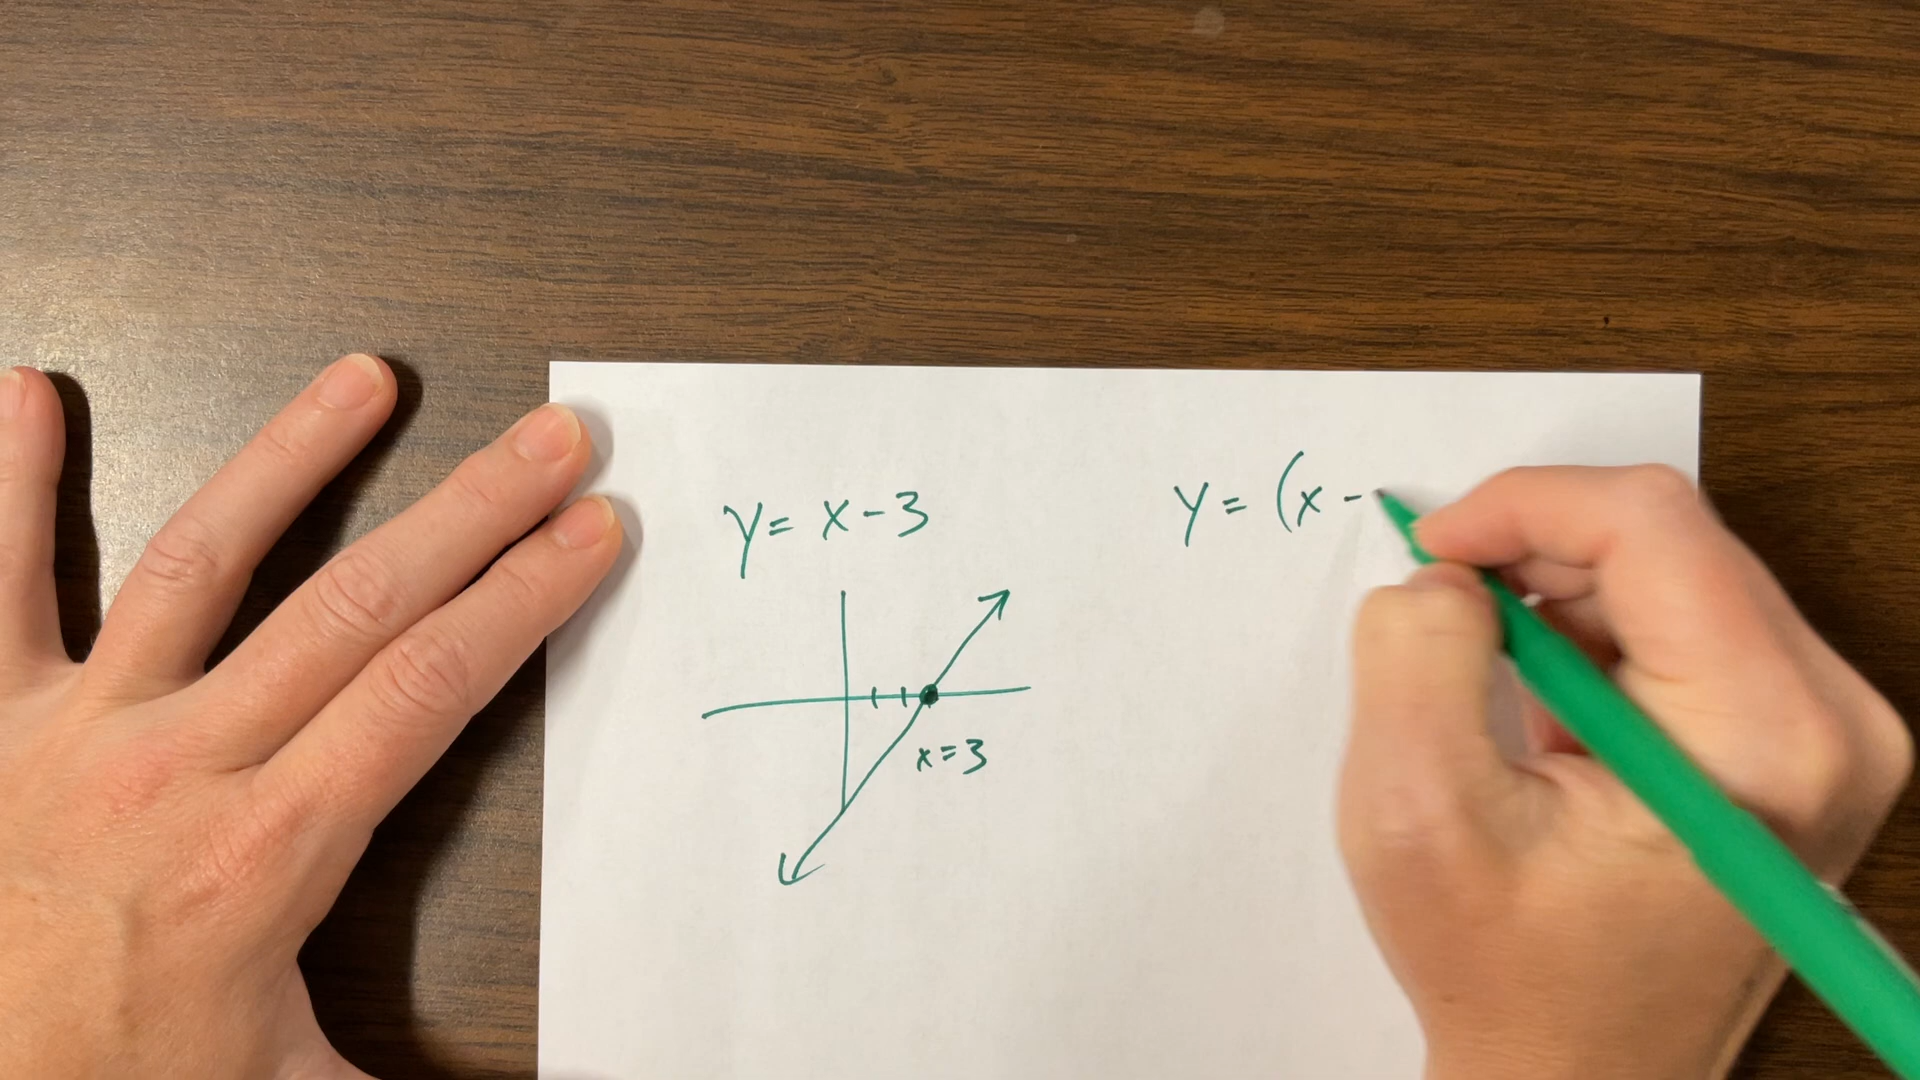 y = x - 3
y = (x -
x = 3